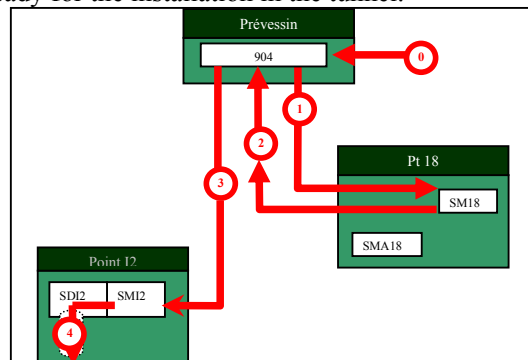 ady for the installation in the tunnel.
Prévessin
904
0
1
2
3
Pt 18
SM18
SMA18
Point I2
SDI2 SMI2
4